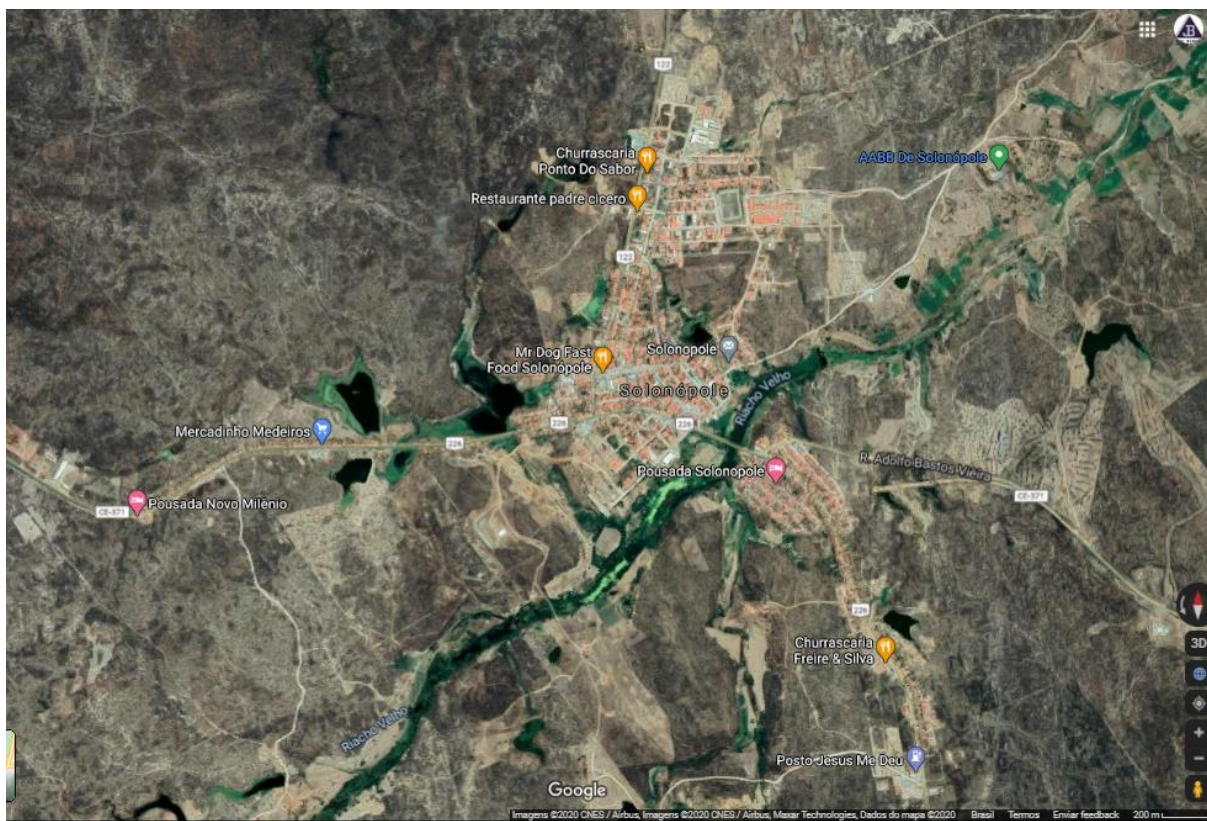 122
JB
Churrascaria
Ponto Do Sabor
AABB De Solonópole
Restaurante padre cicero
122
Mr Dog Fast
Food Solonópole
Solonopole
Solonópole
Riacho Velho
Mercadinho Medeiros
226
226
226
Pousada Solonopole
R. Adolfo Bastos Vieira
CE-371
Pousada Novo Milênio
CE-371
226
Churrascaria
Freire & Silva
3D
Riacho Velho
Posto Jesus Me Deu
Google
Imagens ©2020 CNES / Airbus, Imagens ©2020 CNES / Airbus, Maxar Technologies, Dados do mapa ©2020 Brasil Termos Enviar feedback 200 m